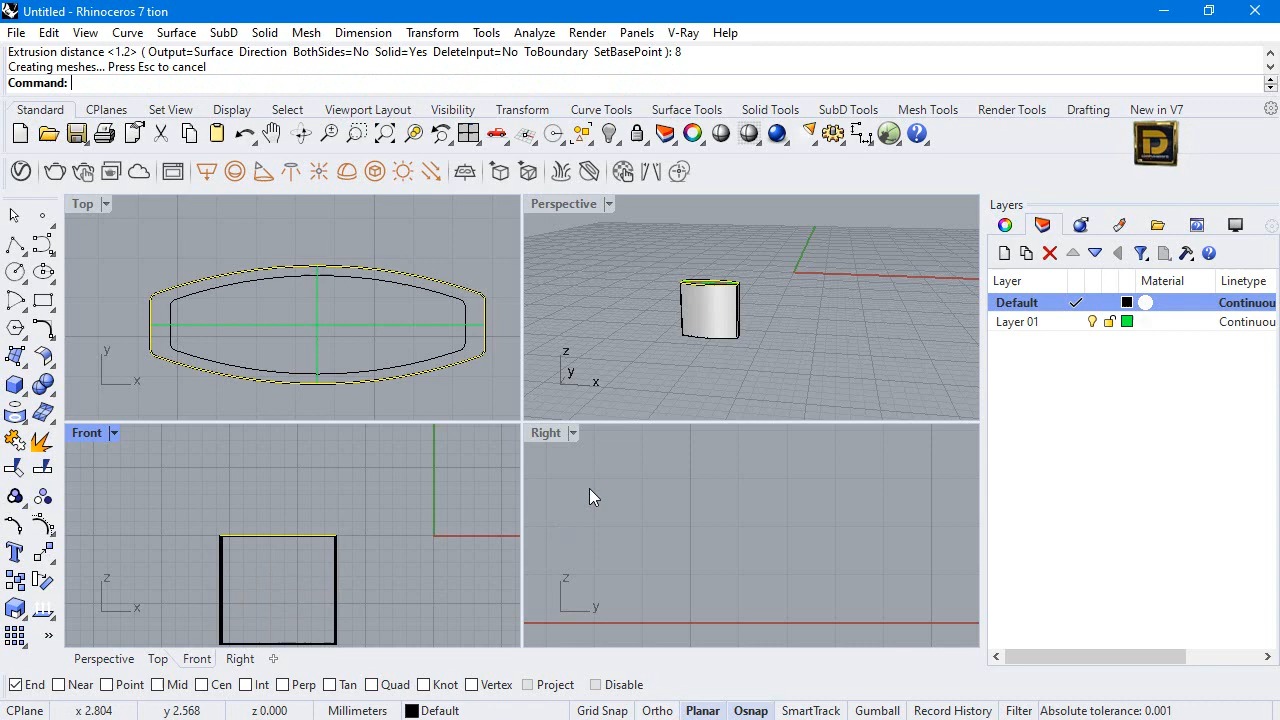 Untitled - Rhinoceros 7 tion
File Edit View Curve Surface SubD Solid Mesh Dimension Transform Tools Analyze Render Panels V-Ray Help
Extrusion distance <1.2> ( Output=Surface Direction BothSides=No Solid=Yes DeleteInput=No ToBoundary SetBasePoint ): 8
Creating meshes... Press Esc to cancel
Command:
Standard CPlanes Set View Display Select Viewport Layout Visibility Transform Curve Tools Surface Tools Solid Tools SubD Tools Mesh Tools Render Tools Drafting New in V7
Top Perspective Layers
Layer Material Linetype
Default Continuou
Layer 01 Continuou
y x
z y x
Front Right
z x
z y
Perspective Top Front Right
End Near Point Mid Cen Int Perp Tan Quad Knot Vertex Project Disable
CPlane x 2.804 y 2.568 z 0.000 Millimeters Default Grid Snap Ortho Planar Osnap SmartTrack Gumball Record History Filter Absolute tolerance: 0.001